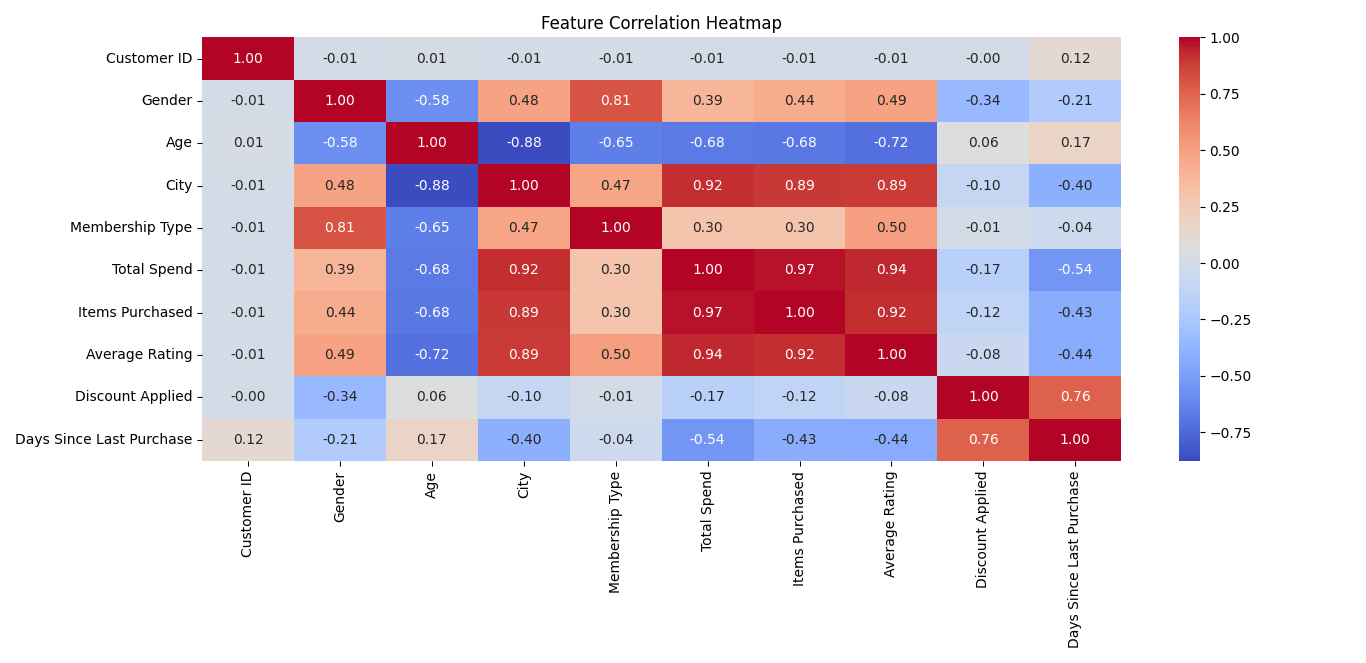 Feature Correlation Heatmap
Customer ID 1.00 -0.01 0.01 -0.01 -0.01 -0.01 -0.01 -0.01 -0.00 0.12
Gender -0.01 1.00 -0.58 0.48 0.81 0.39 0.44 0.49 -0.34 -0.21
Age 0.01 -0.58 1.00 -0.88 -0.65 -0.68 -0.68 -0.72 0.06 0.17
City -0.01 0.48 -0.88 1.00 0.47 0.92 0.89 0.89 -0.10 -0.40
Membership Type -0.01 0.81 -0.65 0.47 1.00 0.30 0.30 0.50 -0.01 -0.04
Total Spend -0.01 0.39 -0.68 0.92 0.30 1.00 0.97 0.94 -0.17 -0.54
Items Purchased -0.01 0.44 -0.68 0.89 0.30 0.97 1.00 0.92 -0.12 -0.43
Average Rating -0.01 0.49 -0.72 0.89 0.50 0.94 0.92 1.00 -0.08 -0.44
Discount Applied -0.00 -0.34 0.06 -0.10 -0.01 -0.17 -0.12 -0.08 1.00 0.76
Days Since Last Purchase 0.12 -0.21 0.17 -0.40 -0.04 -0.54 -0.43 -0.44 0.76 1.00
Customer ID
Gender
Age
City
Membership Type
Total Spend
Items Purchased
Average Rating
Discount Applied
Days Since Last Purchase
1.00
0.75
0.50
0.25
0.00
−0.25
−0.50
−0.75